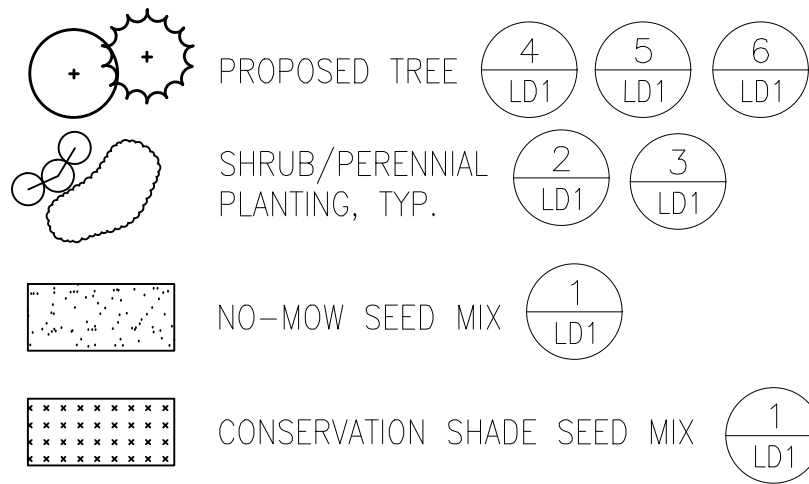 PROPOSED TREE 4 LD1 5 LD1 6 LD1
SHRUB/PERENNIAL
PLANTING, TYP. 2 LD1 3 LD1
NO-MOW SEED MIX 1 LD1
CONSERVATION SHADE SEED MIX 1 LD1